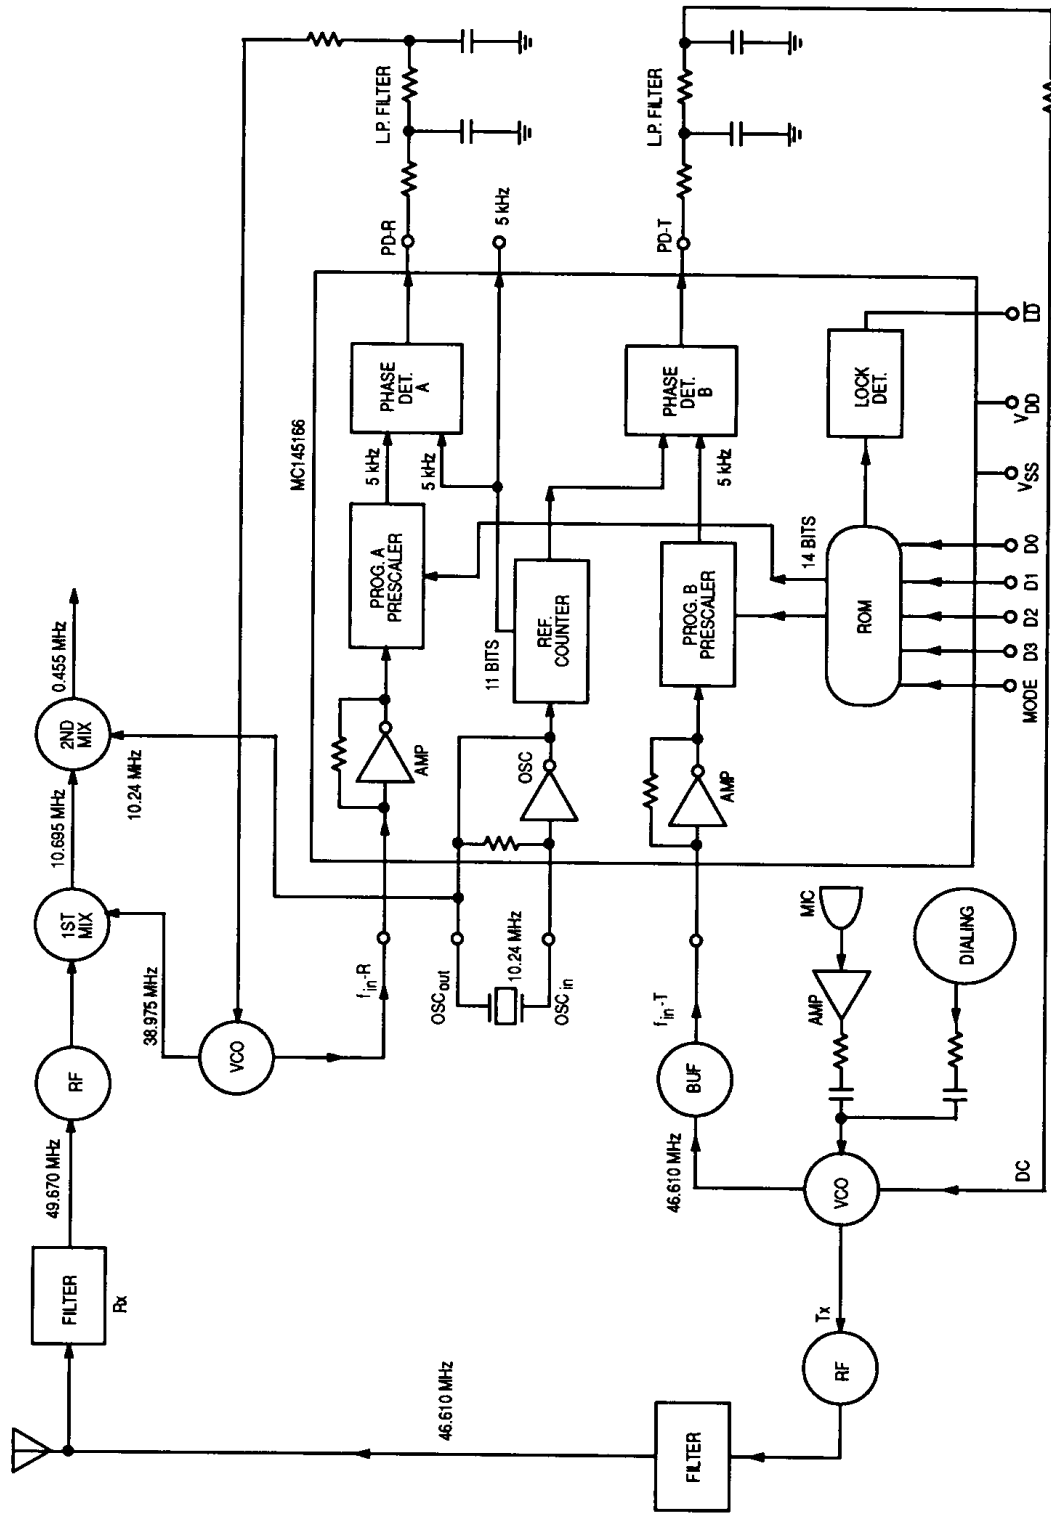 49.670 MHz
FILTER
Rx
RF
1ST
MIX
10.695 MHz
2ND
MIX
0.455 MHz
10.24 MHz
38.975 MHz
VCO
fin-R
OSCout
10.24 MHz
OSCin
MC145166
AMP
PROG. A
PRESCALER
5 kHz
5 kHz
PHASE
DET.
A
PD-R
L.P. FILTER
5 kHz
OSC
11 BITS
REF.
COUNTER
AMP
PROG. B
PRESCALER
5 kHz
PHASE
DET.
B
PD-T
L.P. FILTER
14 BITS
ROM
LOCK
DET.
MODE
D3
D2
D1
D0
VSS
VDD
LD
46.610 MHz
FILTER
RF
Tx
VCO
46.610 MHz
BUF
fin-T
MIC
AMP
DIALING
DC